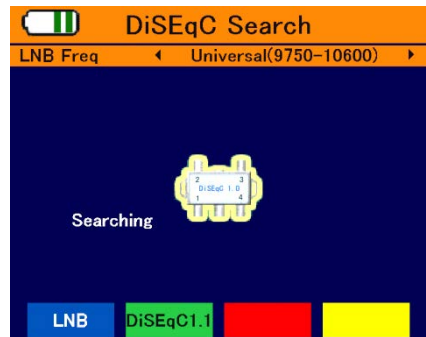 DiSEqC Search
LNB Freq Universal(9750-10600)
2 3
DiSEqC 1.0
1 4
Searching
LNB DiSEqC1.1